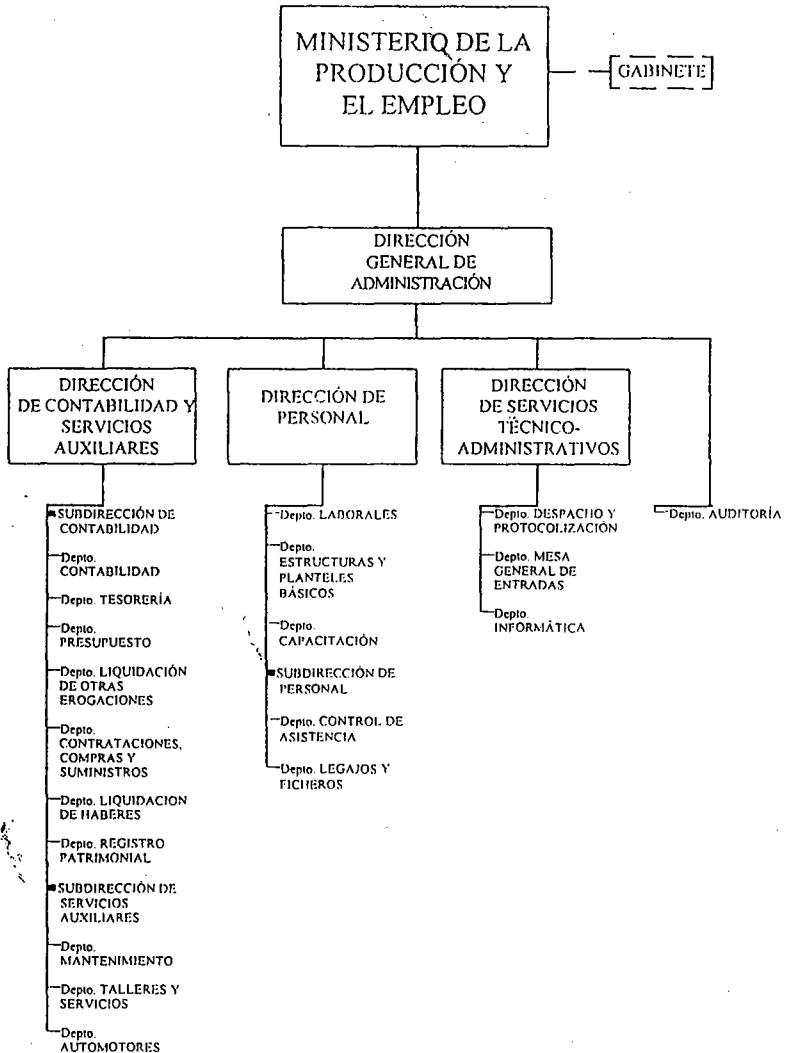 MINISTERIO DE LA
PRODUCCIÓN Y
EL EMPLEO
GABINETE
DIRECCIÓN
GENERAL DE
ADMINISTRACIÓN
DIRECCIÓN
DE CONTABILIDAD Y
SERVICIOS
AUXILIARES
SUBDIRECCIÓN DE
CONTABILIDAD
Depto.
CONTABILIDAD
Depto. TESORERÍA
Depto.
PRESUPUESTO
Depto. LIQUIDACIÓN
DE OTRAS
EROGACIONES
Depto.
CONTRATACIONES,
COMPRAS Y
SUMINISTROS
Depto. LIQUIDACION
DE HABERES
Depto. REGISTRO
PATRIMONIAL
SUBDIRECCIÓN DE
SERVICIOS
AUXILIARES
Depto.
MANTENIMIENTO
Depto. TALLERES Y
SERVICIOS
Depto.
AUTOMOTORES
DIRECCIÓN DE
PERSONAL
Depto. LABORALES
Depto.
ESTRUCTURAS Y
PLANTELES
BÁSICOS
Depto.
CAPACITACIÓN
SUBDIRECCIÓN DE
PERSONAL
Depto. CONTROL DE
ASISTENCIA
Depto. LEGAJOS Y
FICHEROS
DIRECCIÓN
DE SERVICIOS
TÉCNICO-
ADMINISTRATIVOS
Depto. DESPACHO Y
PROTOCOLIZACIÓN
Depto. MESA
GENERAL DE
ENTRADAS
Depto.
INFORMÁTICA
Depto. AUDITORÍA